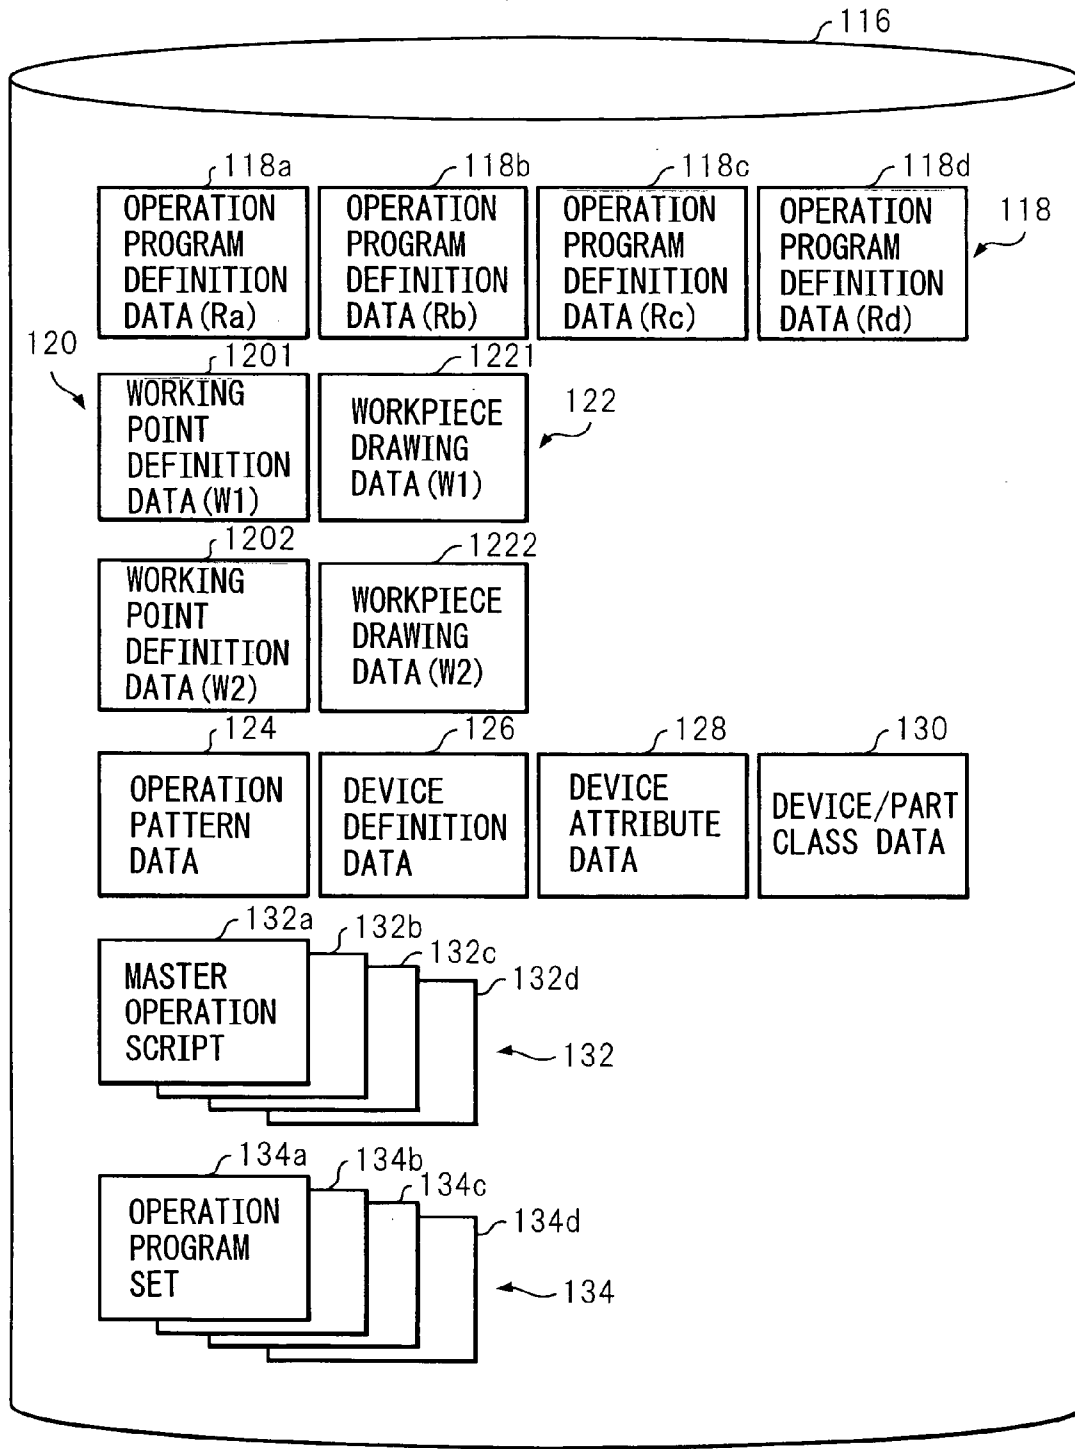 116
118a
118b
118c
118d
OPERATION
PROGRAM
DEFINITION
DATA(Ra)
OPERATION
PROGRAM
DEFINITION
DATA(Rb)
OPERATION
PROGRAM
DEFINITION
DATA(Rc)
OPERATION
PROGRAM
DEFINITION
DATA(Rd)
118
120
1201
1221
WORKING
POINT
DEFINITION
DATA(W1)
WORKPIECE
DRAWING
DATA(W1)
122
1202
1222
WORKING
POINT
DEFINITION
DATA(W2)
WORKPIECE
DRAWING
DATA(W2)
124
126
128
130
OPERATION
PATTERN
DATA
DEVICE
DEFINITION
DATA
DEVICE
ATTRIBUTE
DATA
DEVICE/PART
CLASS DATA
132a
132b
132c
132d
MASTER
OPERATION
SCRIPT
132
134a
134b
134c
134d
OPERATION
PROGRAM
SET
134